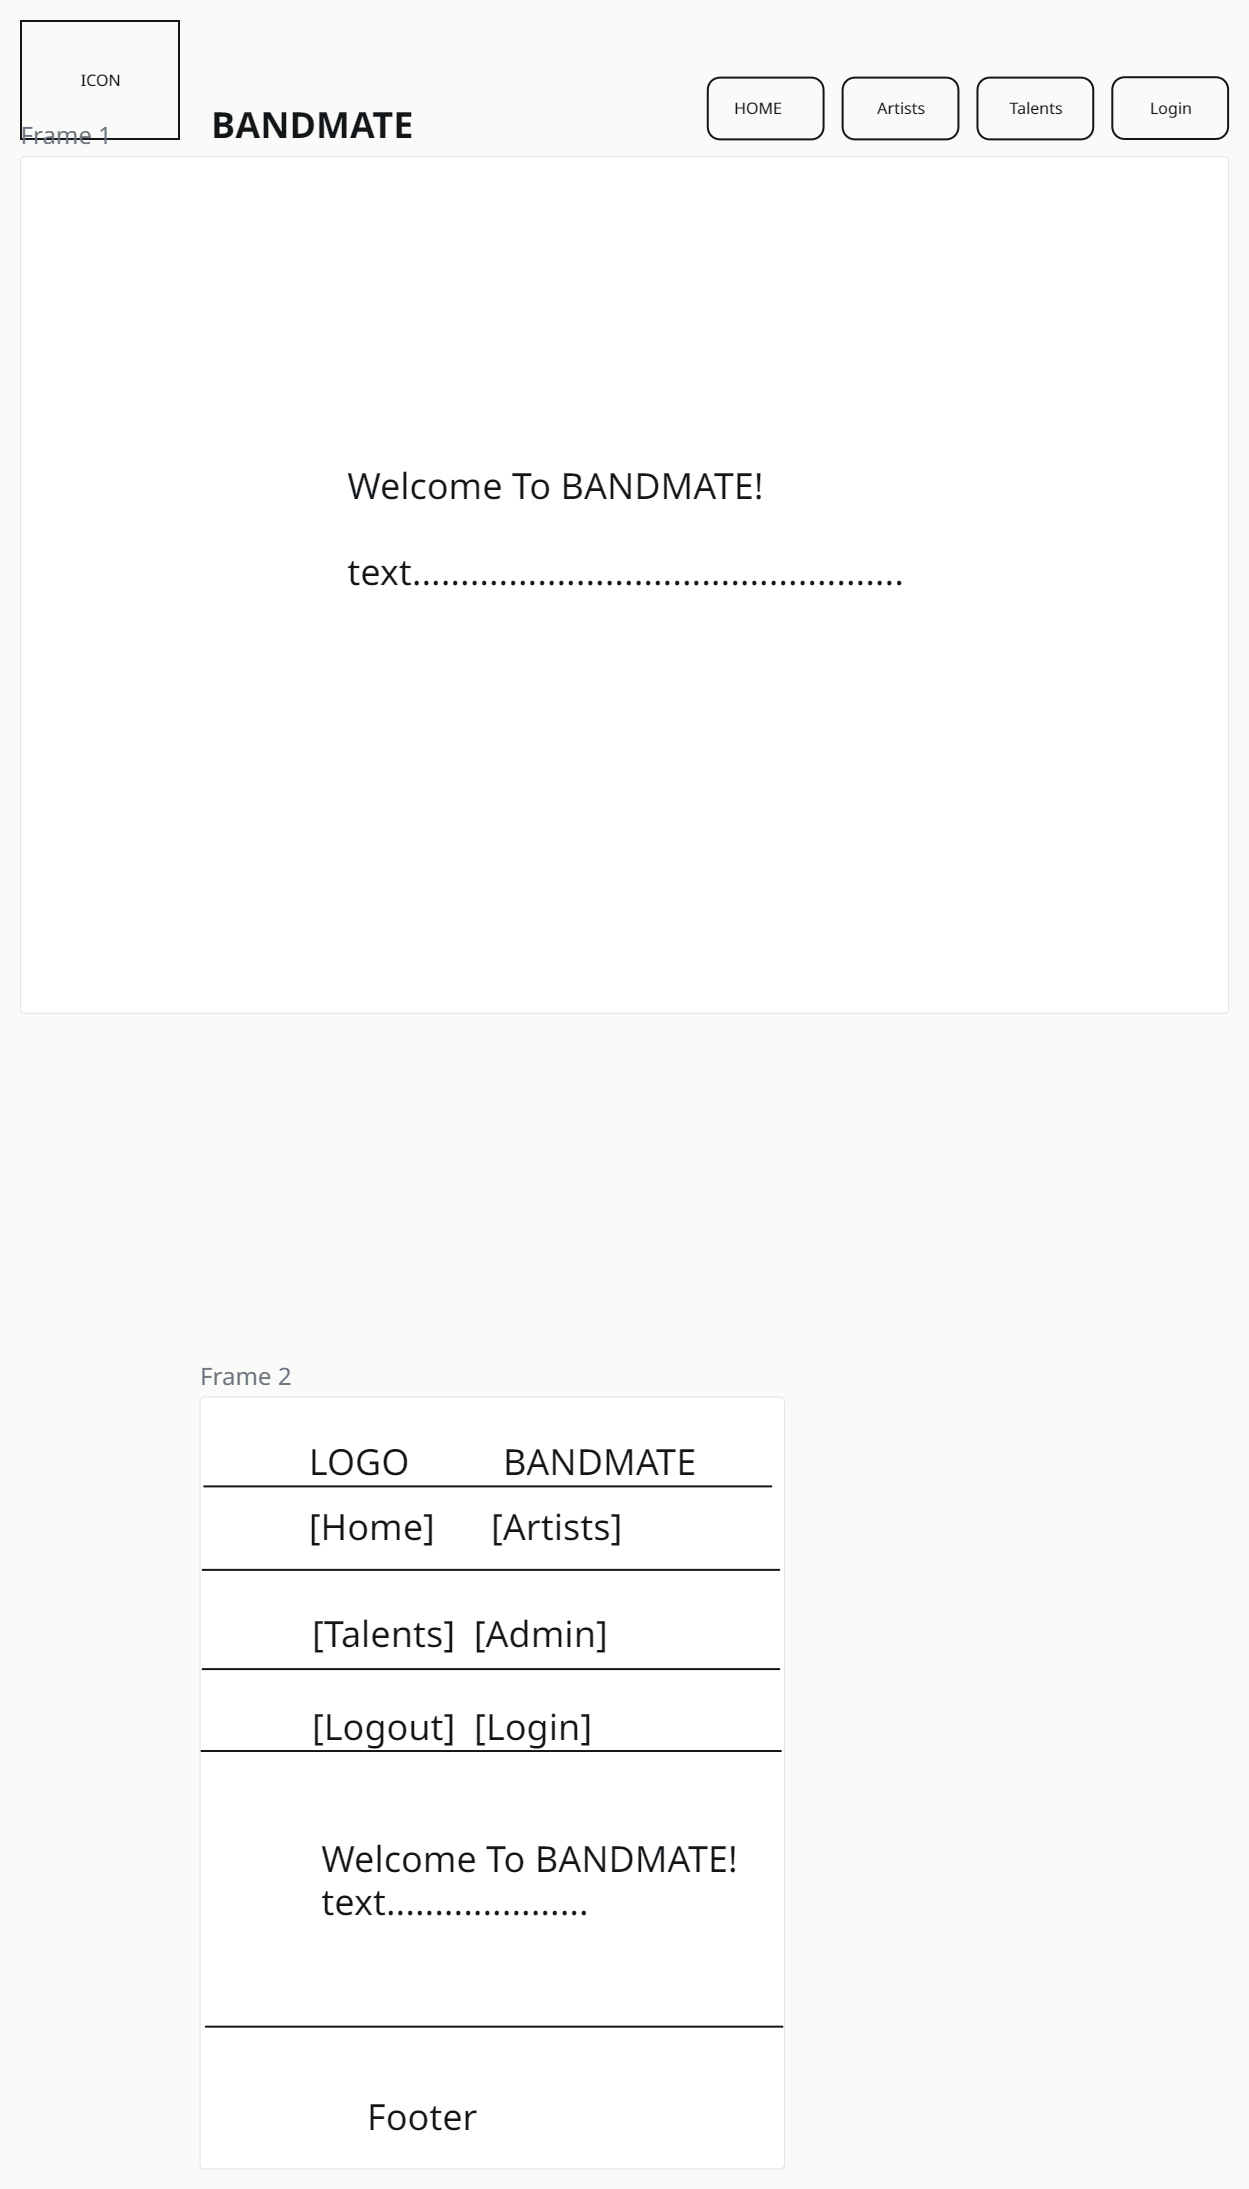 ICON
Frame 1
BANDMATE
HOME
Artists
Talents
Login
Welcome To BANDMATE!
text...................................................
Frame 2
LOGO BANDMATE
[Home] [Artists]
[Talents] [Admin]
[Logout] [Login]
Welcome To BANDMATE!
text.....................
Footer